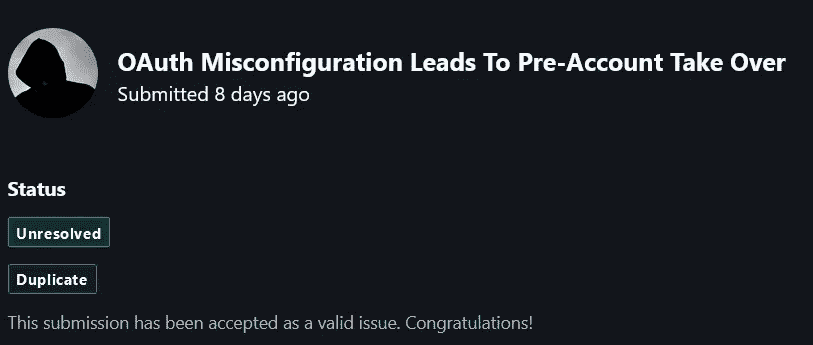 OAuth Misconfiguration Leads To Pre-Account Take Over
Submitted 8 days ago
Status
Unresolved
Duplicate
This submission has been accepted as a valid issue. Congratulations!